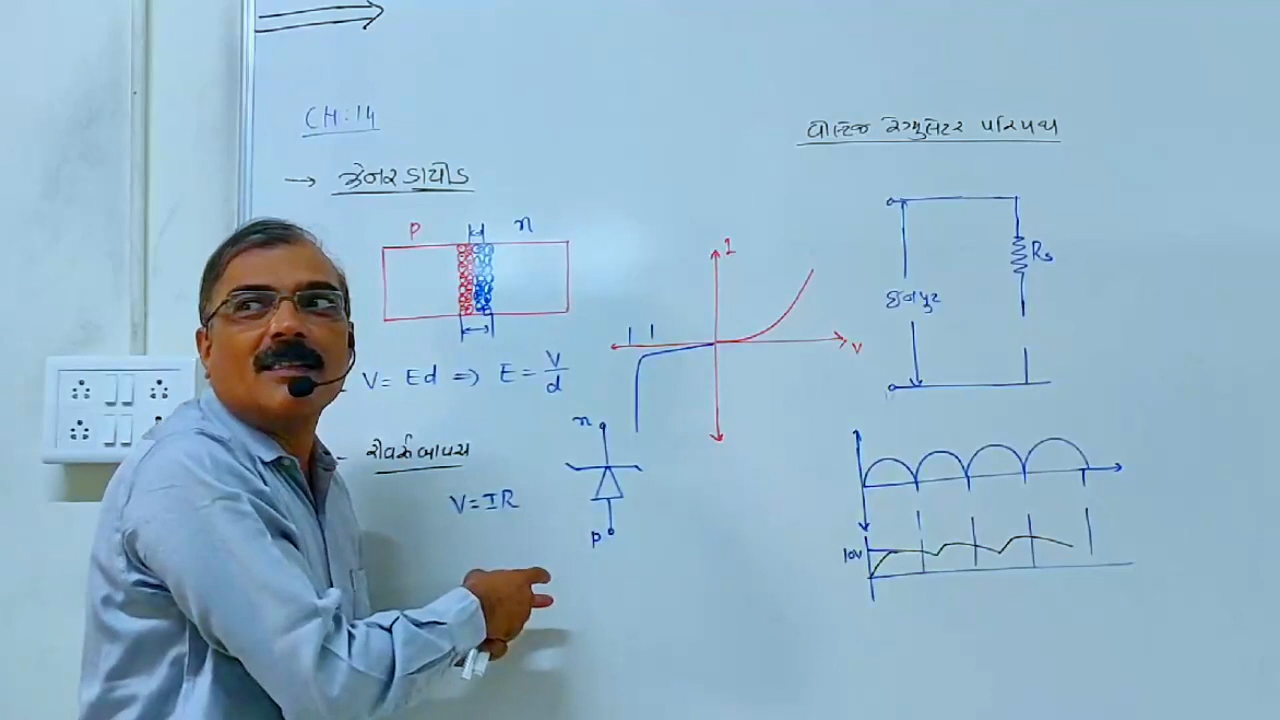 CH:14
→ ઝેનર ડાયોડ
P n
V = Ed => E = V/d
- રીવર્સ બાયસ
V = IR
n
P
I
V
વોલ્ટેજ રેગ્યુલેટર પરિપથ
Rs
ઇનપુટ
10V